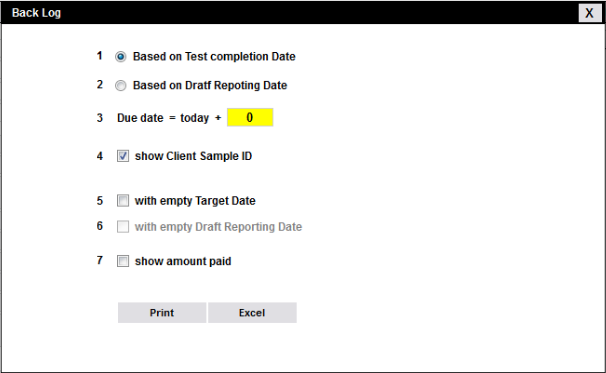 Back Log X
1 Based on Test completion Date
2 Based on Dratf Repoting Date
3 Due date = today + 0
4 show Client Sample ID
5 with empty Target Date
6 with empty Draft Reporting Date
7 show amount paid
Print Excel